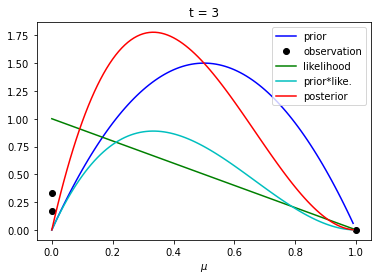 t = 3
prior
observation
likelihood
prior*like.
posterior
1.75
1.50
1.25
1.00
0.75
0.50
0.25
0.00
0.0 0.2 0.4 0.6 0.8 1.0
μ